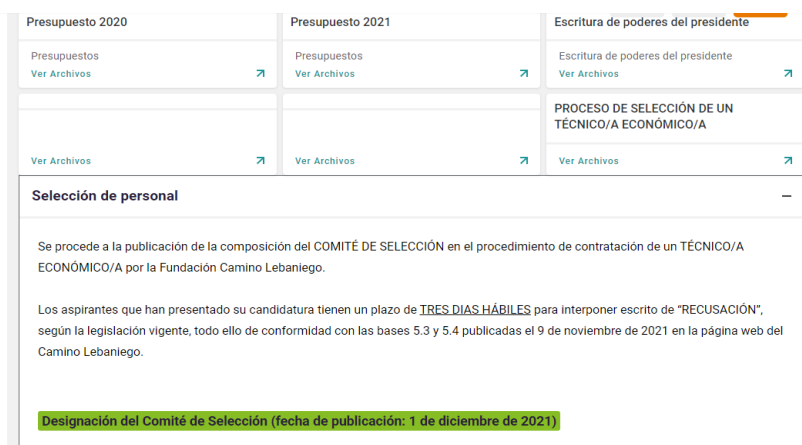 Presupuesto 2020
Presupuesto 2021
Escritura de poderes del presidente
Presupuestos
Ver Archivos
Presupuestos
Ver Archivos
Escritura de poderes del presidente
Ver Archivos
PROCESO DE SELECCIÓN DE UN
TÉCNICO/A ECONÓMICO/A
Ver Archivos
Ver Archivos
Ver Archivos
Selección de personal
Se procede a la publicación de la composición del COMITÉ DE SELECCIÓN en el procedimiento de contratación de un TÉCNICO/A
ECONÓMICO/A por la Fundación Camino Lebaniego.
Los aspirantes que han presentado su candidatura tienen un plazo de TRES DIAS HÁBILES para interponer escrito de “RECUSACIÓN”,
según la legislación vigente, todo ello de conformidad con las bases 5.3 y 5.4 publicadas el 9 de noviembre de 2021 en la página web del
Camino Lebaniego.
Designación del Comité de Selección (fecha de publicación: 1 de diciembre de 2021)